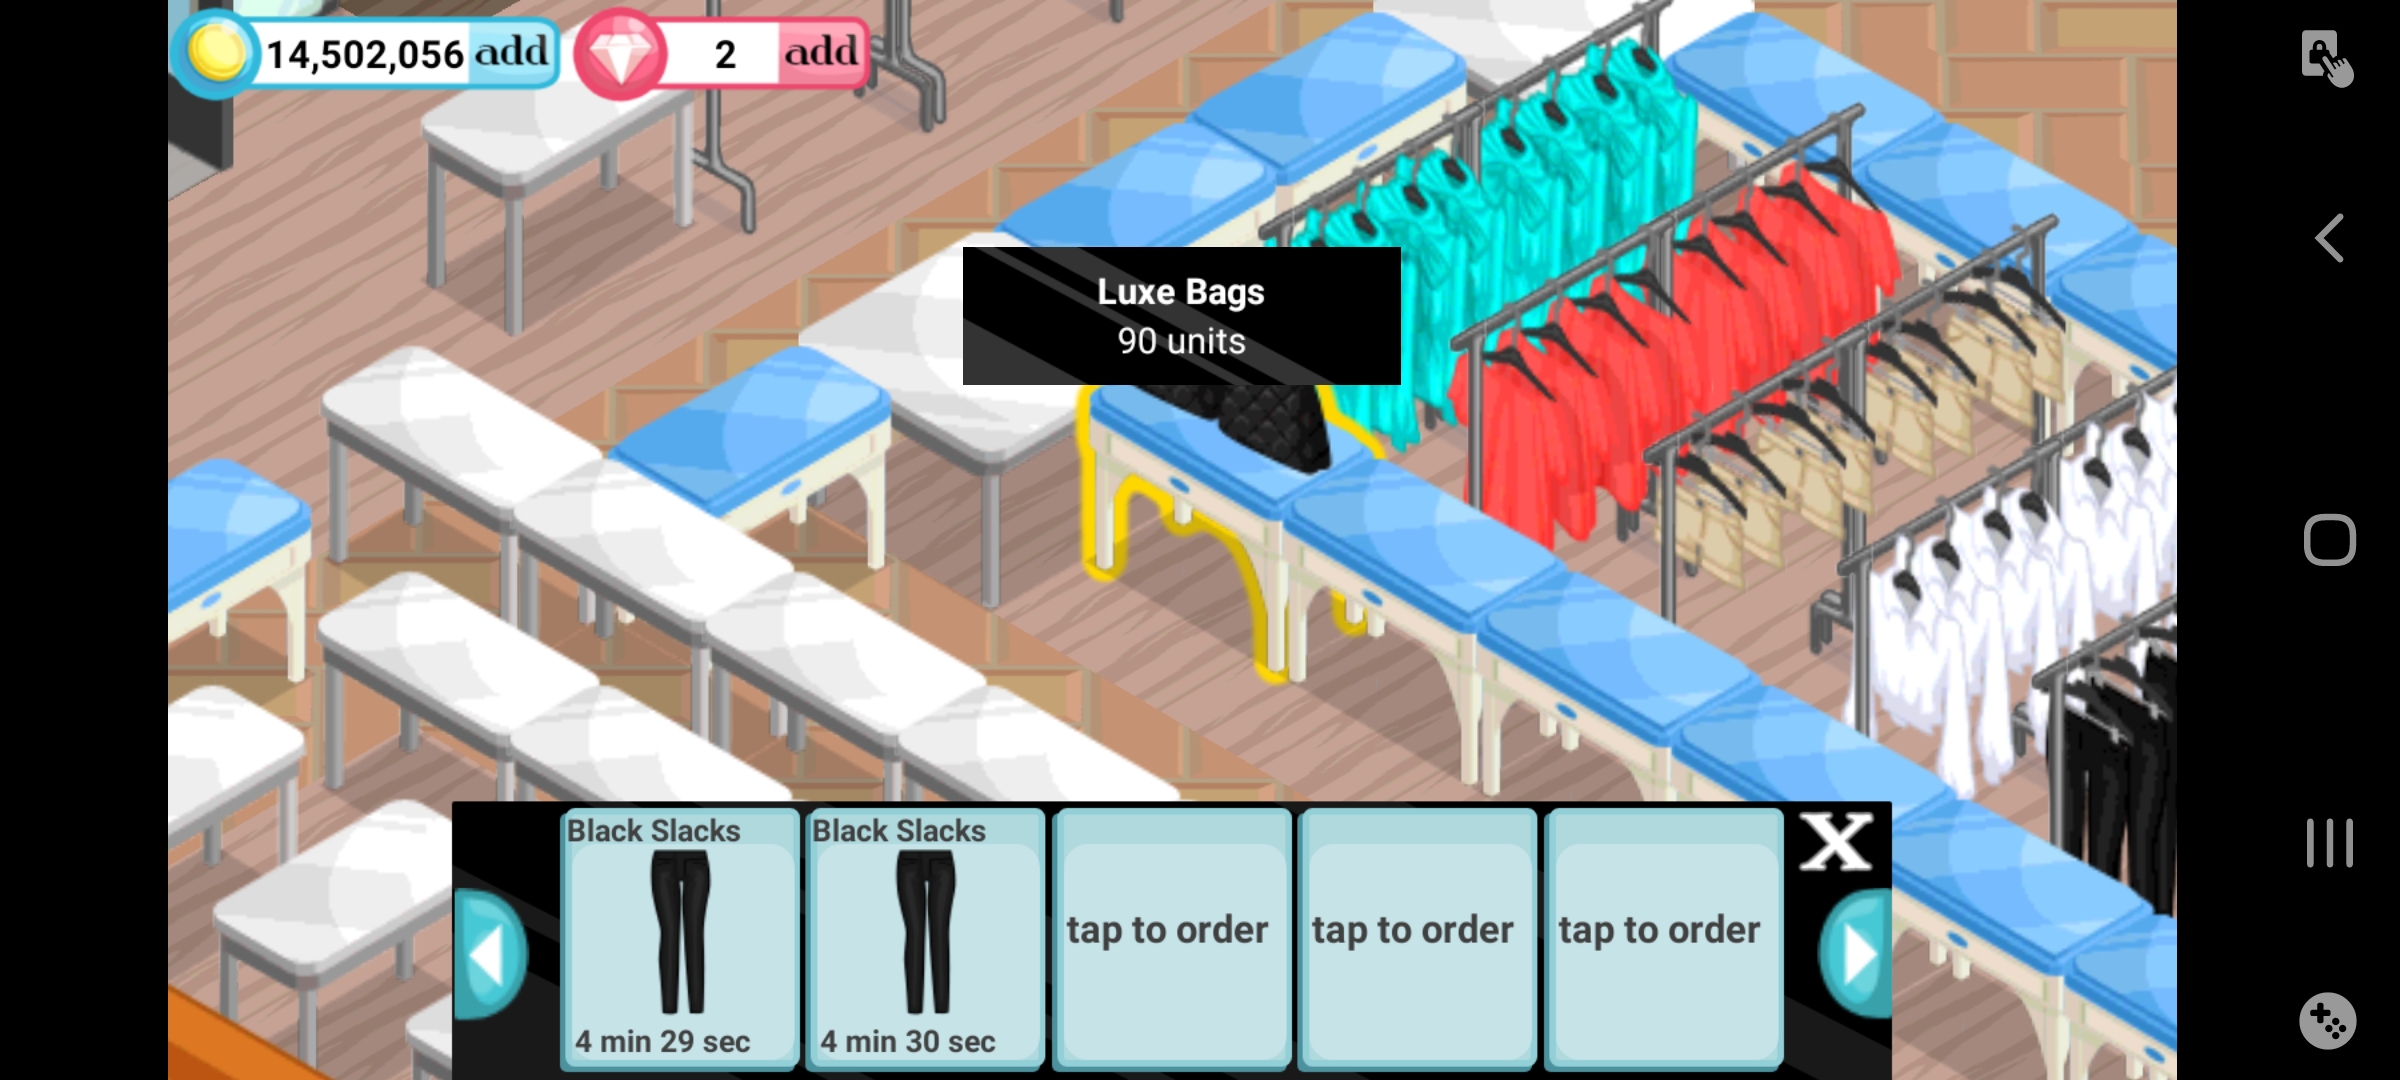 14,502,056 add
2 add
Luxe Bags
90 units
Black Slacks
4 min 29 sec
Black Slacks
4 min 30 sec
tap to order
tap to order
tap to order
X